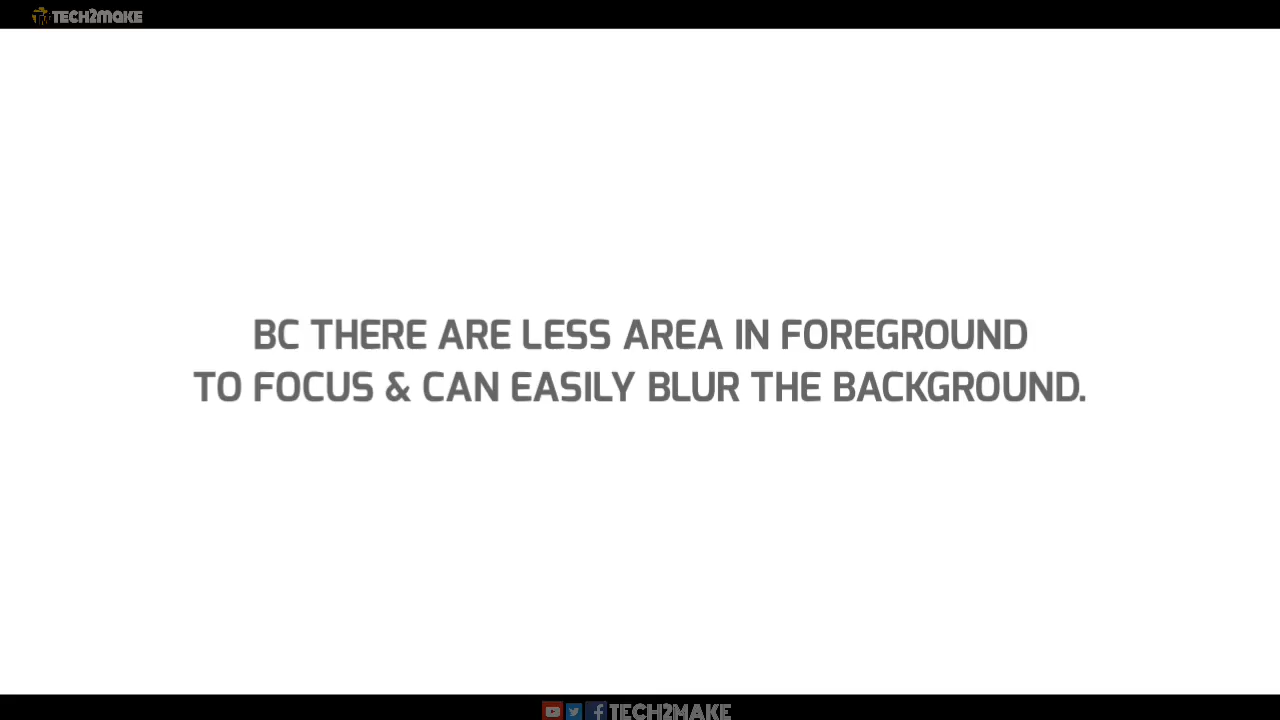 TECH2MAKE
BC THERE ARE LESS AREA IN FOREGROUND
TO FOCUS & CAN EASILY BLUR THE BACKGROUND.
TECH2MAKE